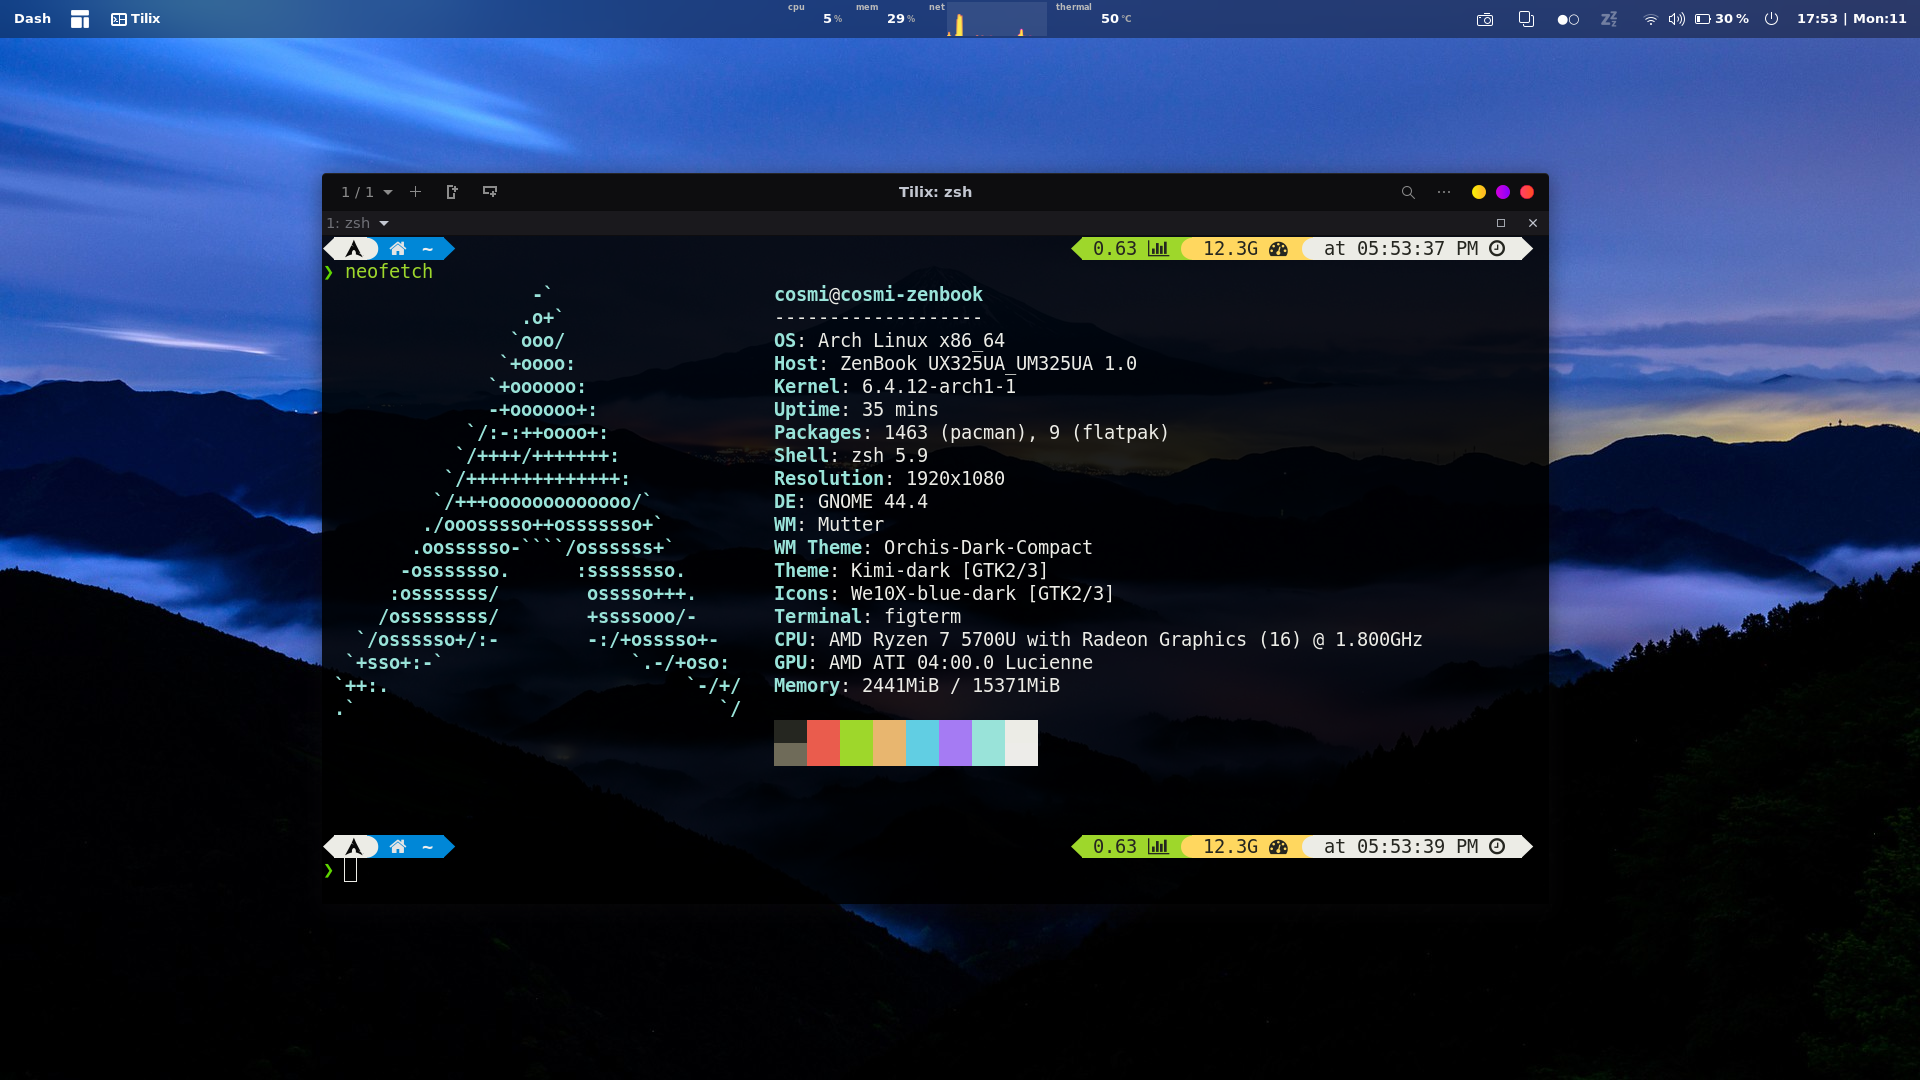 Dash Tilix cpu 5 % mem 29 % net thermal 50 °C 30 % 17:53 | Mon:11
1 / 1 Tilix: zsh
1: zsh
~ 0.63 12.3G at 05:53:37 PM
❯ neofetch
-` cosmi@cosmi-zenbook
.o+` -------------------
`ooo/ OS: Arch Linux x86_64
`+oooo: Host: ZenBook UX325UA_UM325UA 1.0
`+oooooo: Kernel: 6.4.12-arch1-1
-+oooooo+: Uptime: 35 mins
`/:-:++oooo+: Packages: 1463 (pacman), 9 (flatpak)
`/++++/+++++++: Shell: zsh 5.9
`/++++++++++++++: Resolution: 1920x1080
`/+++ooooooooooooo/` DE: GNOME 44.4
./ooosssso++osssssso+` WM: Mutter
.oossssso-````/ossssss+` WM Theme: Orchis-Dark-Compact
-osssssso. :ssssssso. Theme: Kimi-dark [GTK2/3]
:osssssss/ osssso+++. Icons: We10X-blue-dark [GTK2/3]
/ossssssss/ +ssssooo/- Terminal: figterm
`/ossssso+/:- -:/+osssso+- CPU: AMD Ryzen 7 5700U with Radeon Graphics (16) @ 1.800GHz
`+sso+:-` `.-/+oso: GPU: AMD ATI 04:00.0 Lucienne
`++:. `-/+/ Memory: 2441MiB / 15371MiB
.` `/
~ 0.63 12.3G at 05:53:39 PM
❯